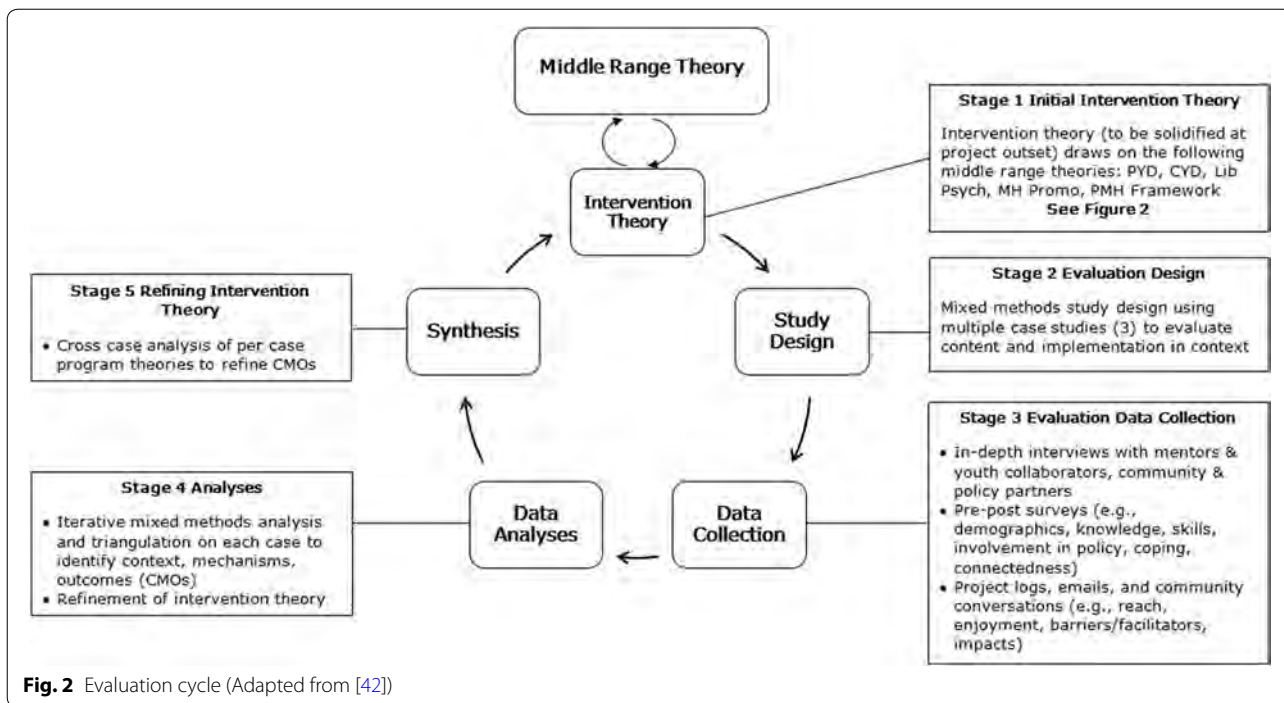 Middle Range Theory
Intervention
Theory
Stage 1 Initial Intervention Theory
Intervention theory (to be solidified at
project outset) draws on the following
middle range theories: PYD, CYD, Lib
Psych, MH Promo, PMH Framework
See Figure 2
Study
Design
Stage 2 Evaluation Design
Mixed methods study design using
multiple case studies (3) to evaluate
content and implementation in context
Data
Collection
Stage 3 Evaluation Data Collection
• In-depth interviews with mentors &
youth collaborators, community &
policy partners
• Pre-post surveys (e.g.,
demographics, knowledge, skills,
involvement in policy, coping,
connectedness)
• Project logs, emails, and community
conversations (e.g., reach,
enjoyment, barriers/facilitators,
impacts)
Data
Analyses
Stage 4 Analyses
• Iterative mixed methods analysis
and triangulation on each case to
identify context, mechanisms,
outcomes (CMOs)
• Refinement of intervention theory
Synthesis
Stage 5 Refining Intervention
Theory
• Cross case analysis of per case
program theories to refine CMOs
Fig. 2 Evaluation cycle (Adapted from [42])